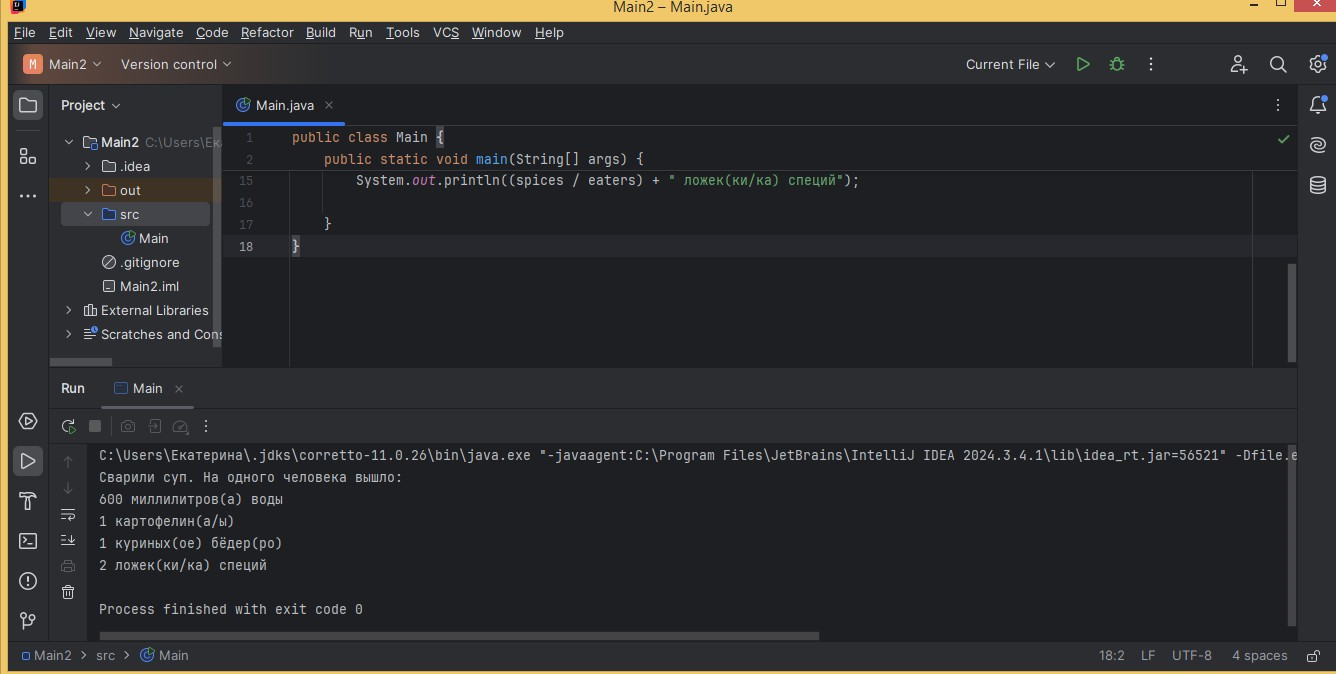 Main2 – Main.java
File Edit View Navigate Code Refactor Build Run Tools VCS Window Help
M Main2 Version control Current File
Project
Main.java
Main2 C:\Users\Ek
.idea
out
src
Main
.gitignore
Main2.iml
External Libraries
Scratches and Cons
1 public class Main {
2 public static void main(String[] args) {
15 System.out.println((spices / eaters) + " ложек(ки/ка) специй");
16
17 }
18 }
Run Main
C:\Users\Екатерина\.jdks\corretto-11.0.26\bin\java.exe "-javaagent:C:\Program Files\JetBrains\IntelliJ IDEA 2024.3.4.1\lib\idea_rt.jar=56521" -Dfile.e
Сварили суп. На одного человека вышло:
600 миллилитров(а) воды
1 картофелин(а/ы)
1 куриных(ое) бёдер(ро)
2 ложек(ки/ка) специй
Process finished with exit code 0
Main2 > src > Main 18:2 LF UTF-8 4 spaces